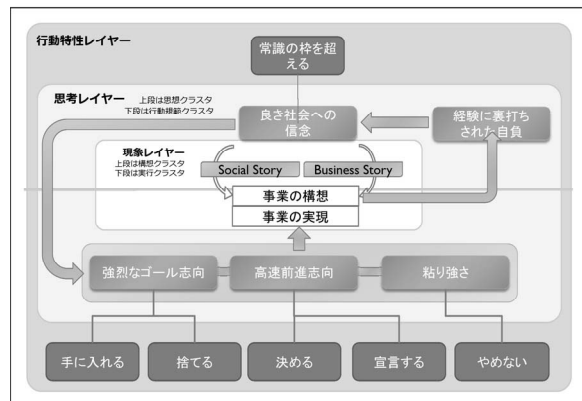 行動特性レイヤー
常識の枠を超
える
思考レイヤー
上段は思想クラスタ
下段は行動規範クラスタ
良き社会への
信念
経験に裏打ち
された自負
現象レイヤー
上段は構想クラスタ
下段は実行クラスタ
Social Story
Business Story
事業の構想
事業の実現
強烈なゴール志向
高速前進志向
粘り強さ
手に入れる
捨てる
決める
宣言する
やめない